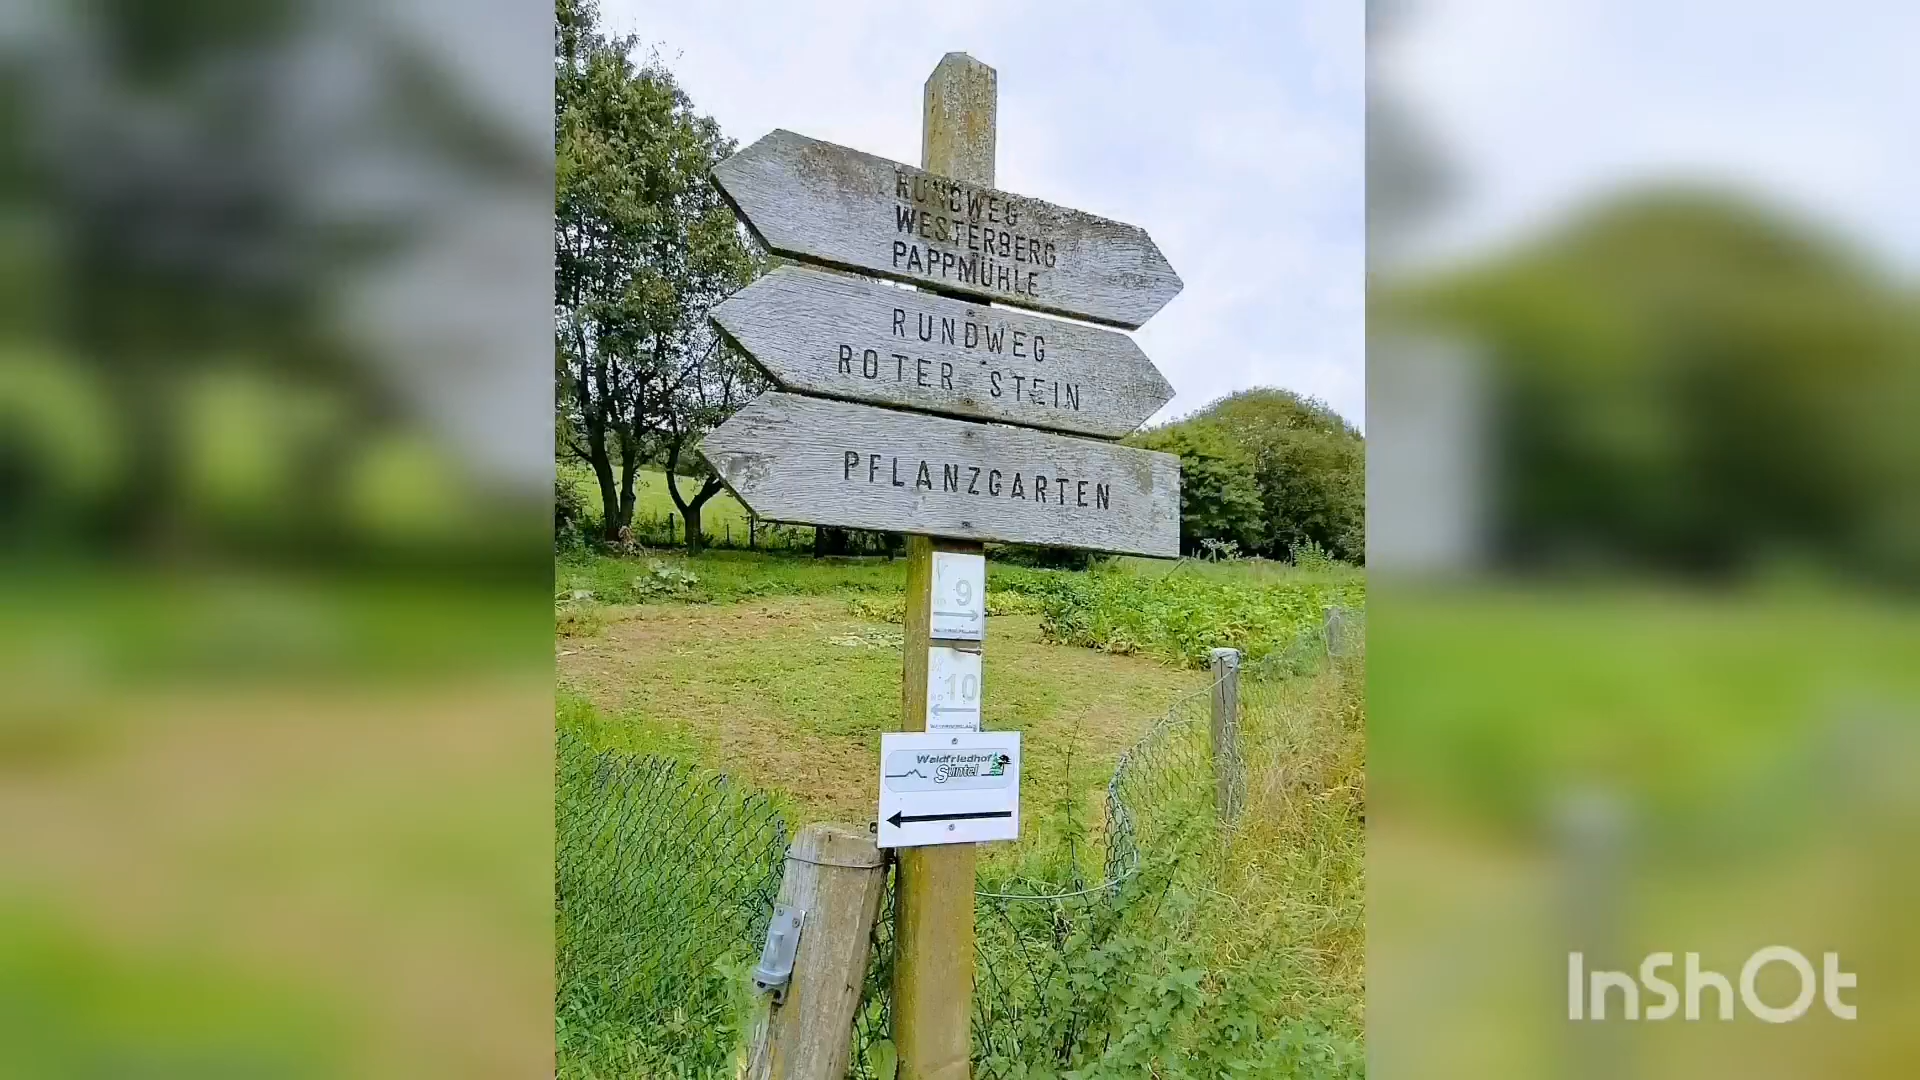 RUNDWEG
WESTERBERG
PAPPMÜHLE
RUNDWEG
ROTER STEIN
PFLANZGARTEN
9
10
Waldfriedhof
Süntel
InShOt